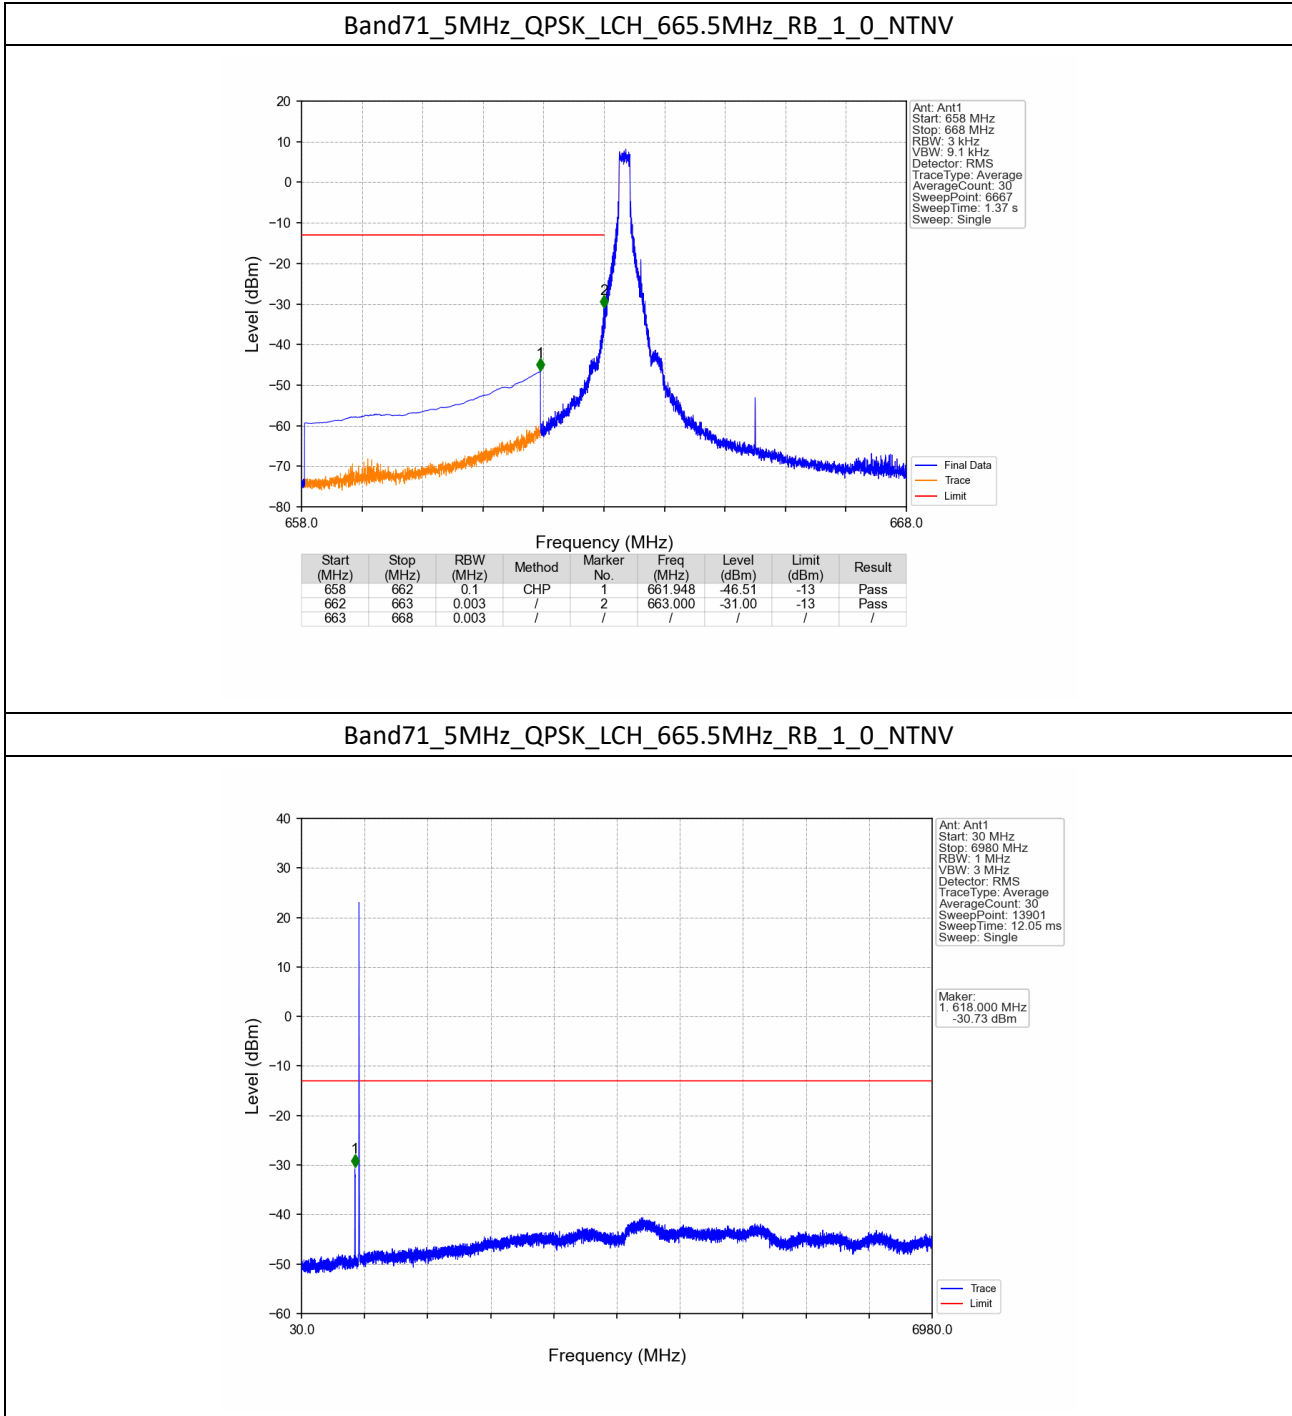 Band71_5MHz_QPSK_LCH_665.5MHz_RB_1_0_NTNV
20
10
0
−10
−20
−30
−40
−50
−60
−70
−80
Level (dBm)
1
2
658.0
668.0
Frequency (MHz)
Ant: Ant1
Start: 658 MHz
Stop: 668 MHz
RBW: 3 kHz
VBW: 9.1 kHz
Detector: RMS
TraceType: Average
AverageCount: 30
SweepPoint: 6667
SweepTime: 1.37 s
Sweep: Single
Final Data
Trace
Limit
Start (MHz) Stop (MHz) RBW (MHz) Method Marker No. Freq (MHz) Level (dBm) Limit (dBm) Result
658 662 0.1 CHP 1 661.948 -46.51 -13 Pass
662 663 0.003 / 2 663.000 -31.00 -13 Pass
663 668 0.003 / / / / / /
Band71_5MHz_QPSK_LCH_665.5MHz_RB_1_0_NTNV
40
30
20
10
0
−10
−20
−30
−40
−50
−60
Level (dBm)
1
30.0
6980.0
Frequency (MHz)
Ant: Ant1
Start: 30 MHz
Stop: 6980 MHz
RBW: 1 MHz
VBW: 3 MHz
Detector: RMS
TraceType: Average
AverageCount: 30
SweepPoint: 13901
SweepTime: 12.05 ms
Sweep: Single
Maker:
1. 618.000 MHz
-30.73 dBm
Trace
Limit